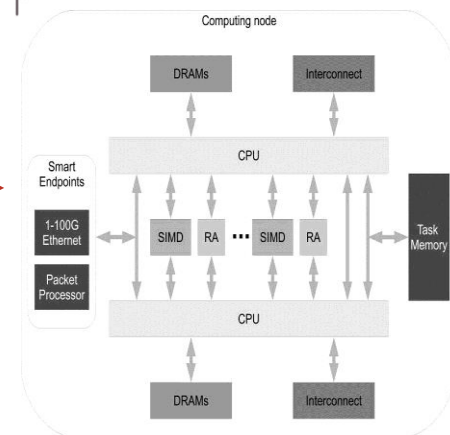 Computing node
DRAMs
Interconnect
CPU
Smart
Endpoints
1-100G
Ethernet
Packet
Processor
SIMD
RA
...
SIMD
RA
Task
Memory
CPU
DRAMs
Interconnect